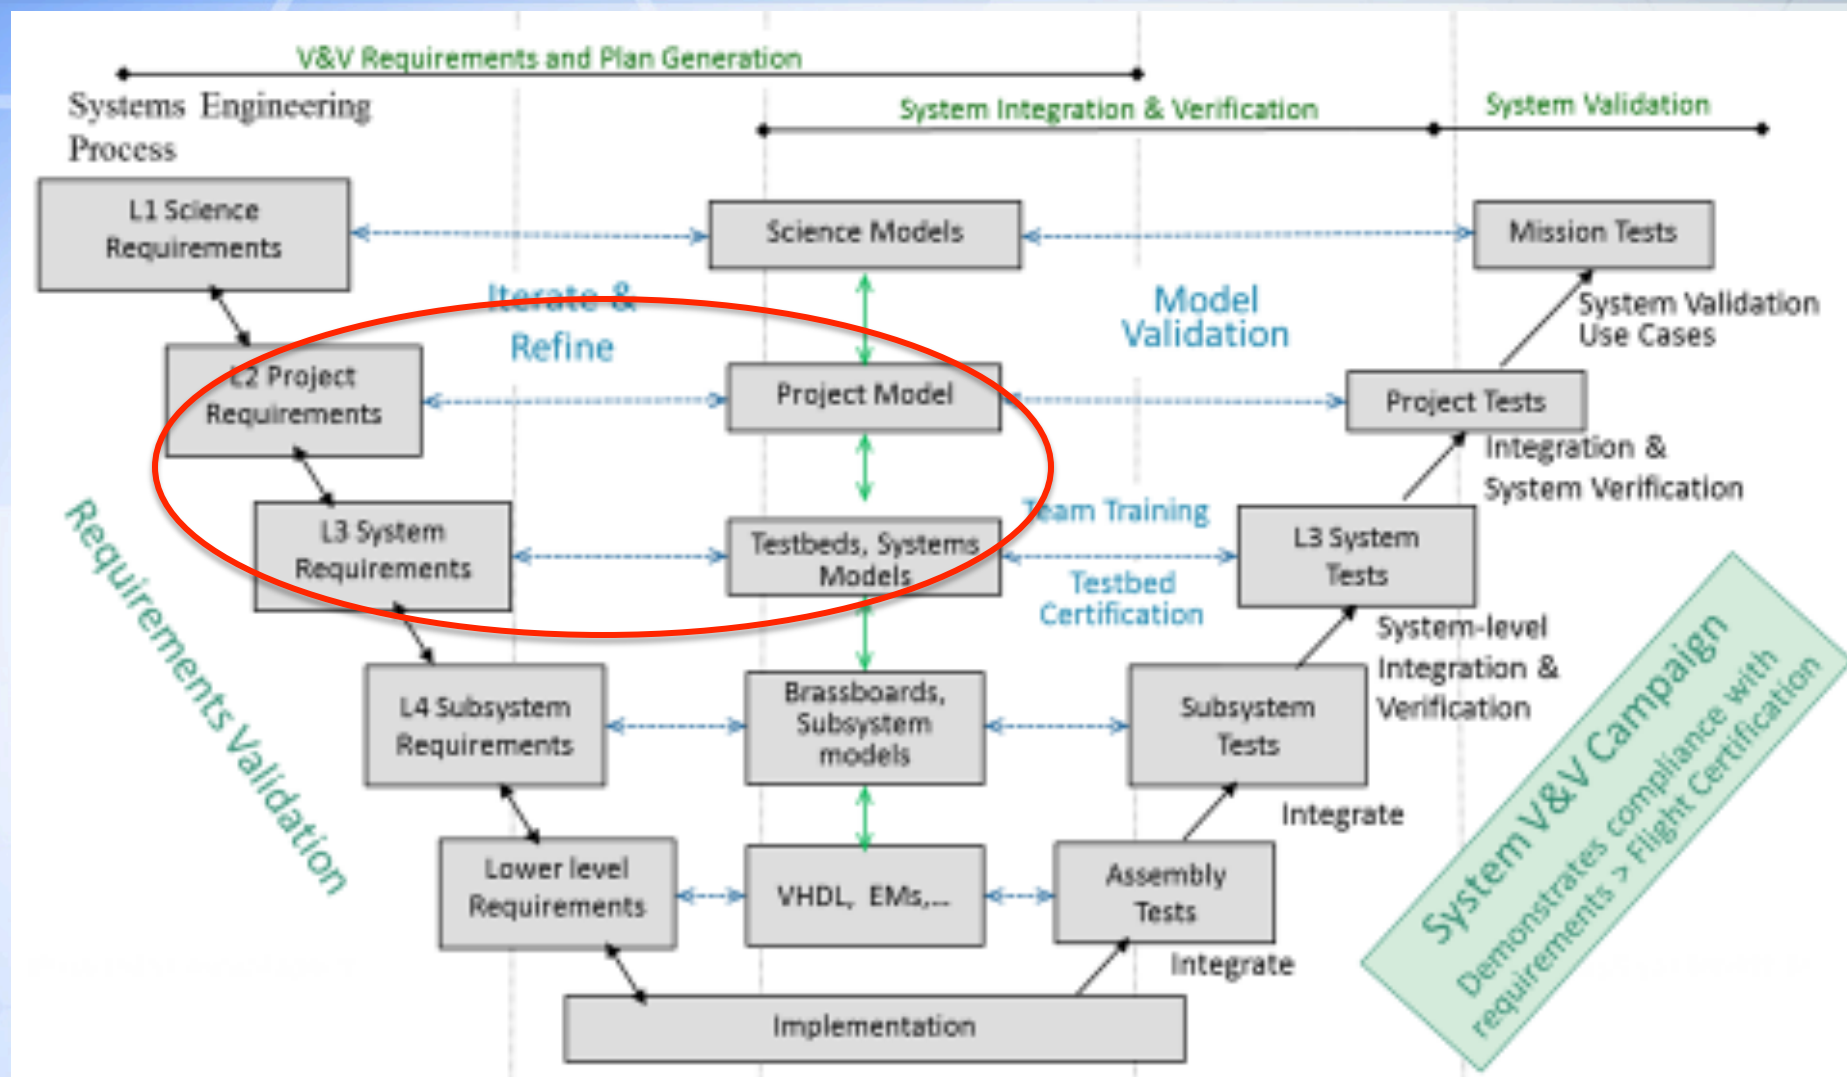 V&V Requirements and Plan Generation
Systems Engineering
Process
System Integration & Verification
System Validation
L1 Science
Requirements
Science Models
Mission Tests
Iterate &
Refine
Model
Validation
System Validation
Use Cases
L2 Project
Requirements
Project Model
Project Tests
Integration &
System Verification
L3 System
Requirements
Testbeds, Systems
Models
Team Training
Testbed
Certification
L3 System
Tests
System-level
Integration &
Verification
Requirements Validation
L4 Subsystem
Requirements
Brassboards,
Subsystem
models
Subsystem
Tests
Integrate
Lower level
Requirements
VHDL, EMs,...
Assembly
Tests
Integrate
Implementation
System V&V Campaign
Demonstrates compliance with
requirements > Flight Certification